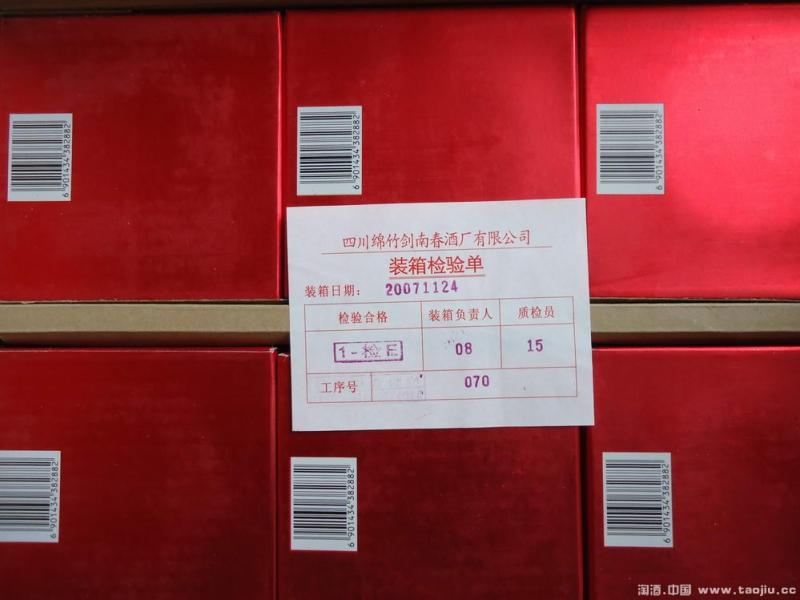 6 901434 382882
6 901434 382882
6 901434 382882
四川绵竹剑南春酒厂有限公司
装箱检验单
装箱日期: 20071124
检验合格 装箱负责人 质检员
1-检E 08 15
工序号 070
6 901434 382882
6 901434 382882
6 901434 382882
淘酒.中国 www.taojiu.cc